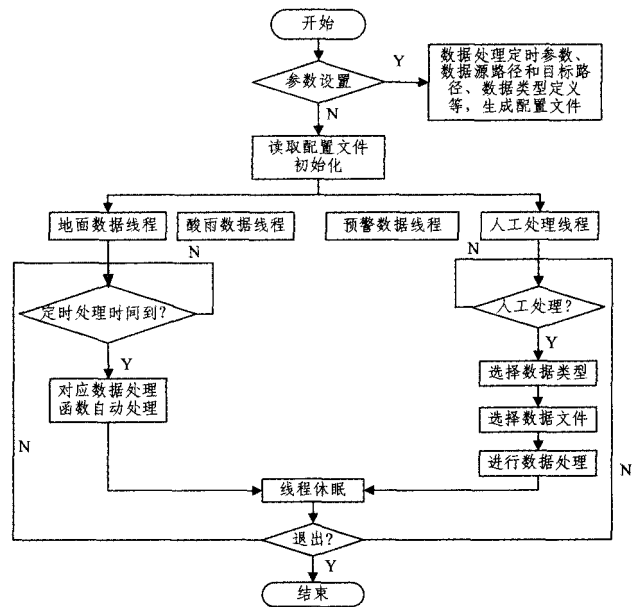 开始
参数设置
Y
数据处理定时参数、
数据源路径和目标路
径、数据类型定义
等，生成配置文件
N
读取配置文件
初始化
地面数据线程
酸雨数据线程
预警数据线程
人工处理线程
N
N
定时处理时间到?
人工处理?
Y
Y
对应数据处理
函数自动处理
选择数据类型
选择数据文件
进行数据处理
N
N
线程休眠
退出?
Y
结束